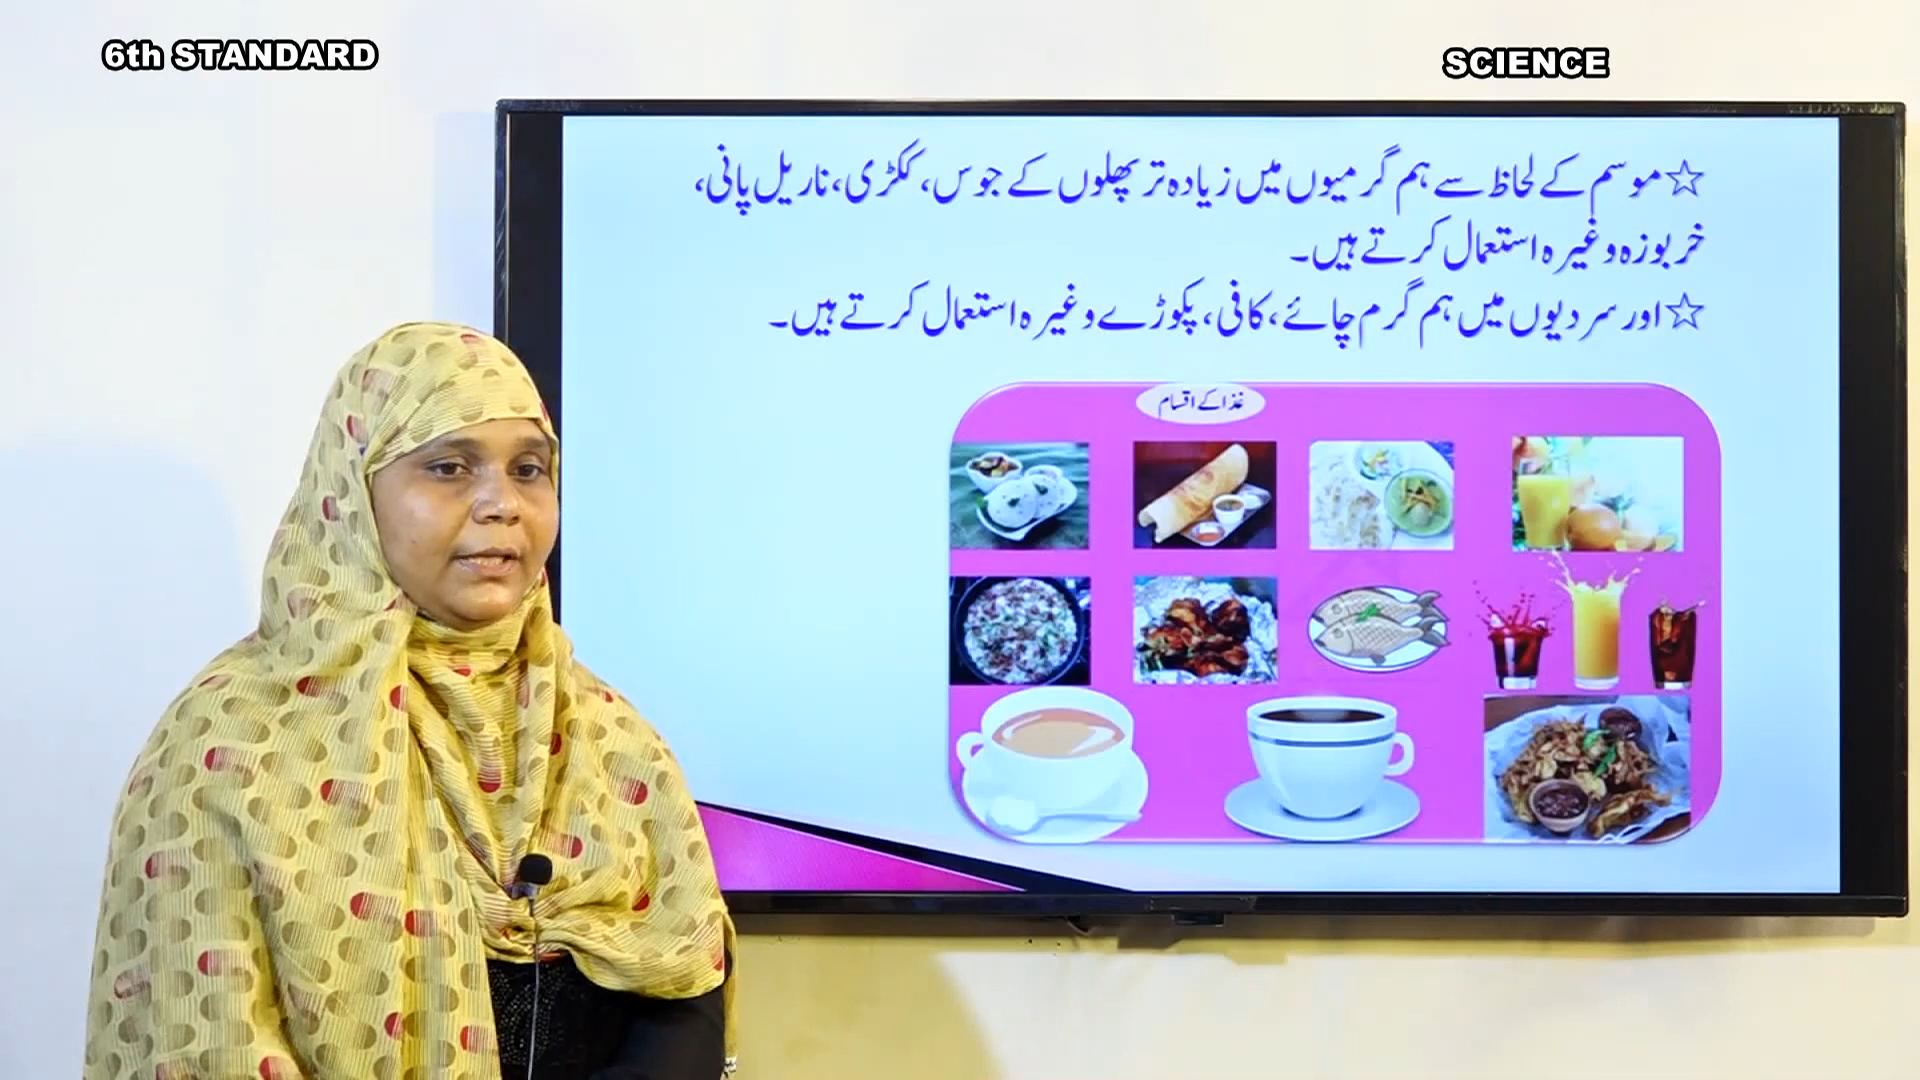 6th STANDARD
SCIENCE
☆موسم کے لحاظ سے ہم گرمیوں میں زیادہ تر پھلوں کے جوس، ککڑی، ناریل پانی،
خربوزہ وغیرہ استعمال کرتے ہیں۔
☆اور سردیوں میں ہم گرم چائے، کافی، پکوڑے وغیرہ استعمال کرتے ہیں۔
غذا کے اقسام